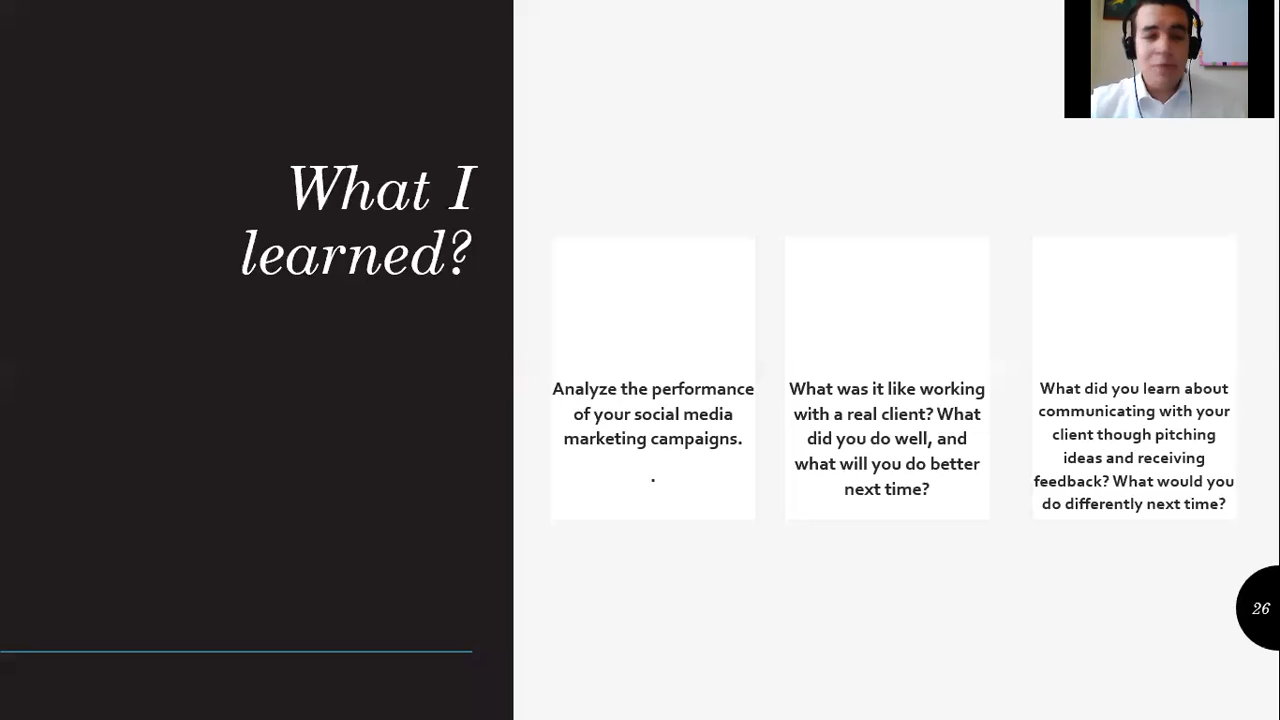 What I
learned?
Analyze the performance
of your social media
marketing campaigns.
.
What was it like working
with a real client? What
did you do well, and
what will you do better
next time?
What did you learn about
communicating with your
client though pitching
ideas and receiving
feedback? What would you
do differently next time?
26